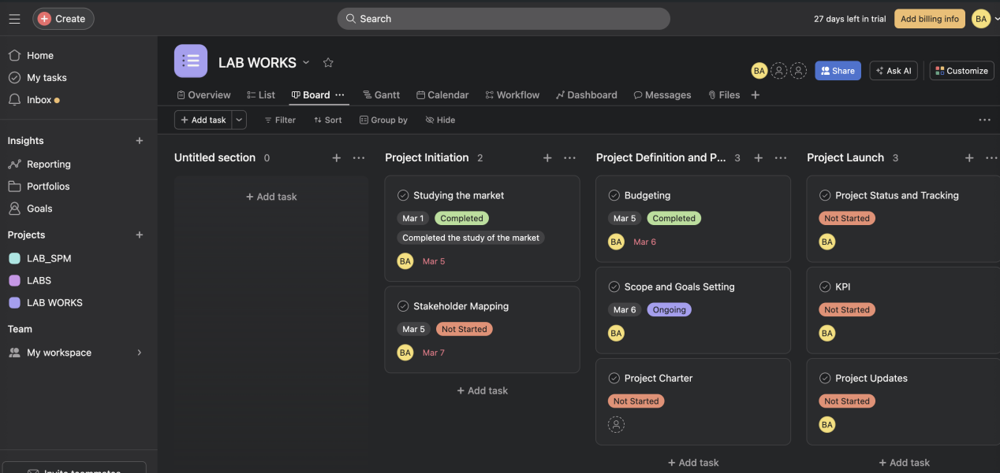 Create
Search
27 days left in trial
Add billing info
BA
Home
My tasks
Inbox
Insights
Reporting
Portfolios
Goals
Projects
LAB_SPM
LABS
LAB WORKS
Team
My workspace
Invite teammates
LAB WORKS
BA
Share
Ask AI
Customize
Overview
List
Board
Gantt
Calendar
Workflow
Dashboard
Messages
Files
Add task
Filter
Sort
Group by
Hide
Untitled section 0
+ Add task
Project Initiation 2
Studying the market
Mar 1 Completed
Completed the study of the market
BA Mar 5
Stakeholder Mapping
Mar 5 Not Started
BA Mar 7
+ Add task
Project Definition and P... 3
Budgeting
Mar 5 Completed
BA Mar 6
Scope and Goals Setting
Mar 6 Ongoing
BA
Project Charter
Not Started
+ Add task
Project Launch 3
Project Status and Tracking
Not Started
BA
KPI
Not Started
BA
Project Updates
Not Started
BA
+ Add task